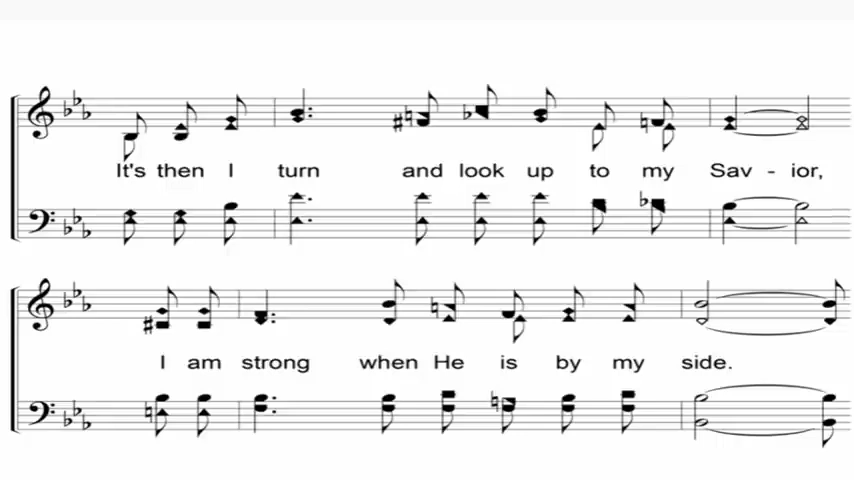 It's then I turn and look up to my Sav - ior,
I am strong when He is by my side.